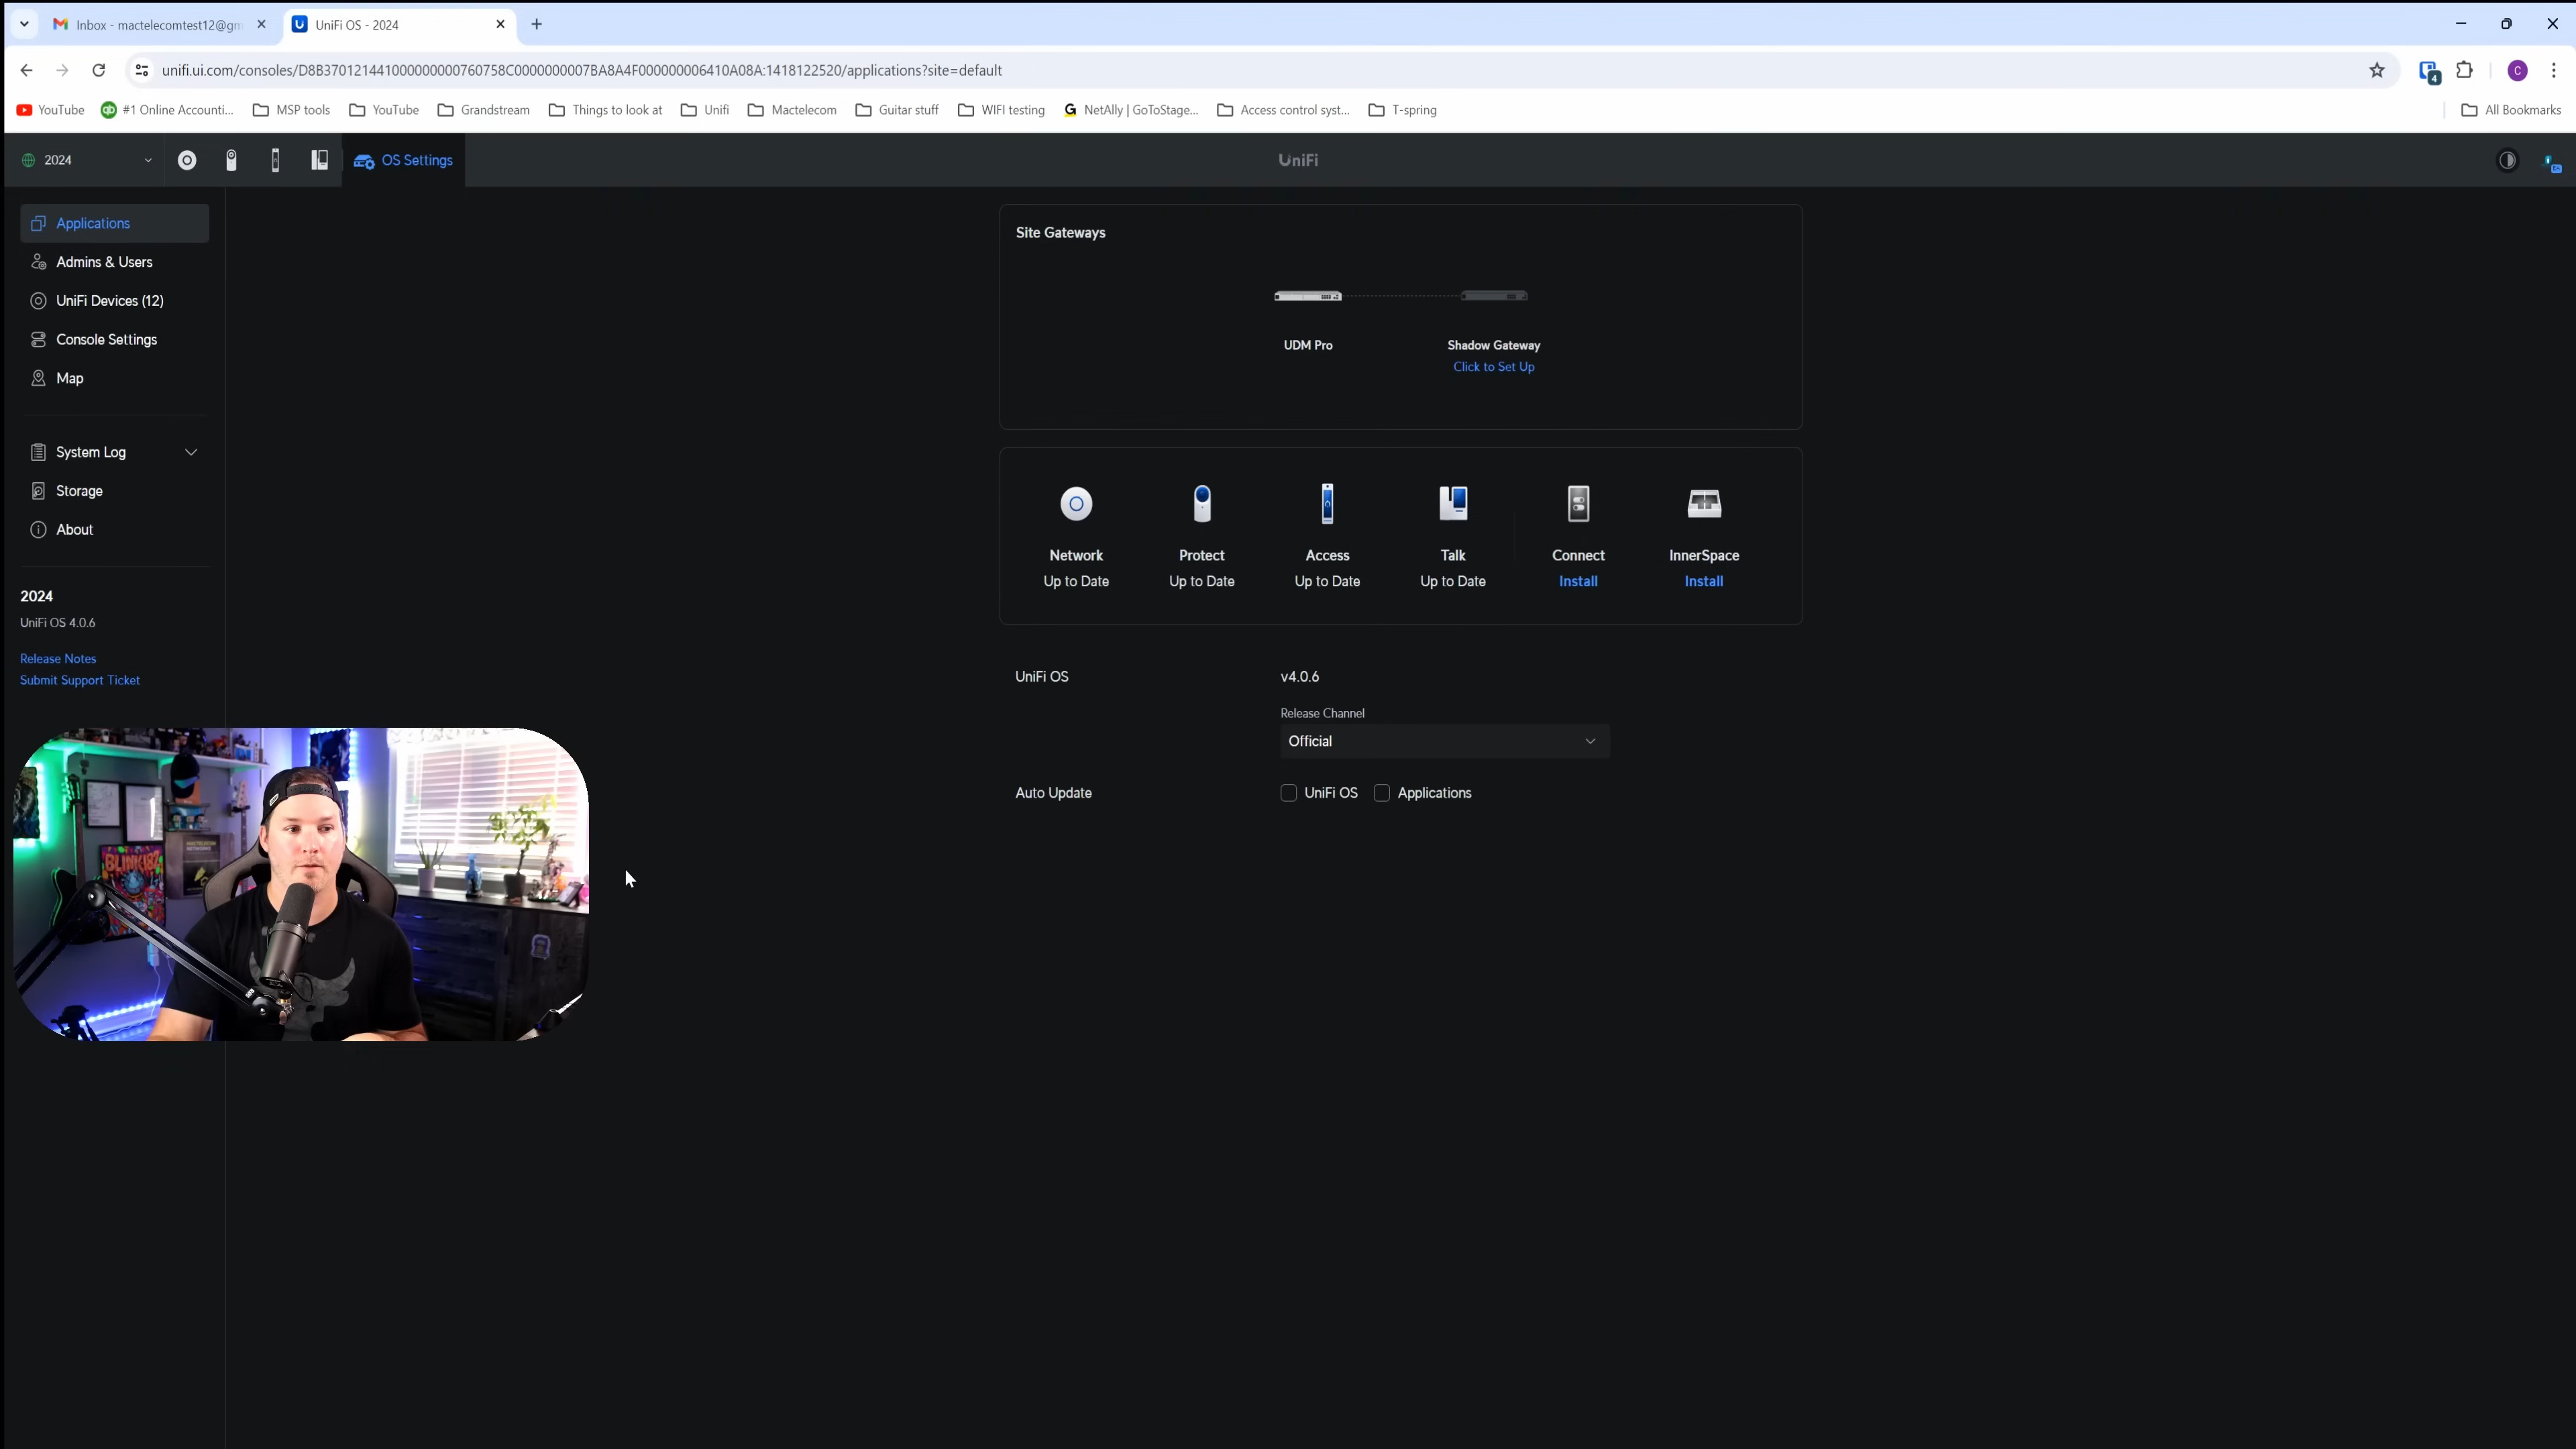 Inbox - mactelecomtest12@gm
UniFi OS - 2024
unifi.ui.com/consoles/D8B370121441000000000760758C0000000007BA8A4F000000006410A08A:1418122520/applications?site=default
4
C
YouTube
#1 Online Accounti...
MSP tools
YouTube
Grandstream
Things to look at
Unifi
Mactelecom
Guitar stuff
WIFI testing
NetAlly | GoToStage...
Access control syst...
T-spring
All Bookmarks
2024
OS Settings
UniFi
Applications
Admins & Users
UniFi Devices (12)
Console Settings
Map
System Log
Storage
About
2024
UniFi OS 4.0.6
Release Notes
Submit Support Ticket
Site Gateways
UDM Pro
Shadow Gateway
Click to Set Up
Network
Protect
Access
Talk
Connect
InnerSpace
Up to Date
Up to Date
Up to Date
Up to Date
Install
Install
UniFi OS
v4.0.6
Release Channel
Official
Auto Update
UniFi OS
Applications